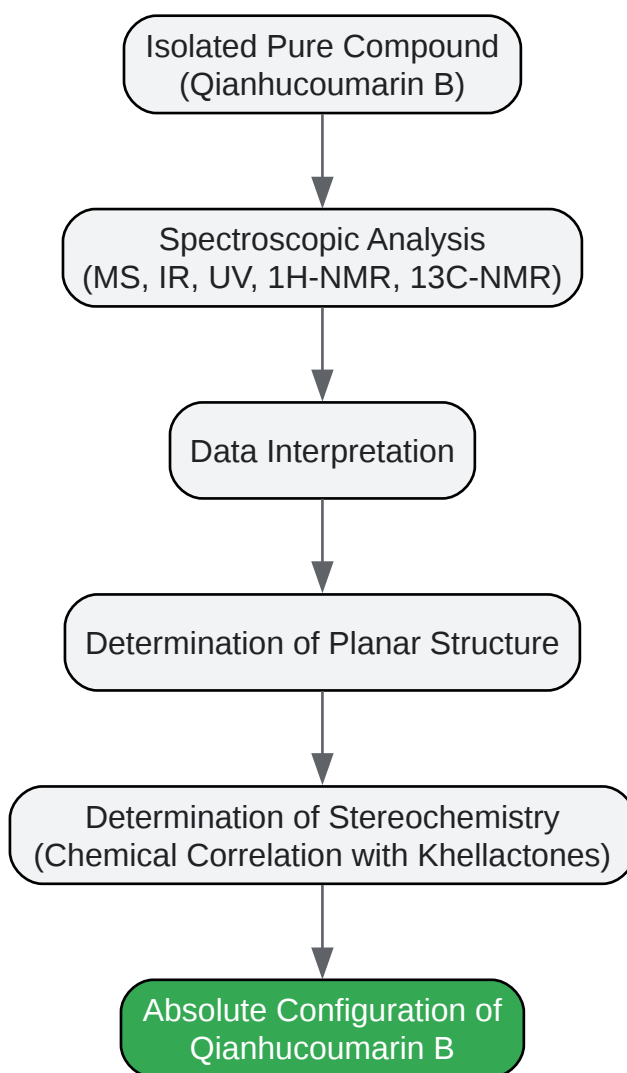 Isolated Pure Compound
(Qianhucoumarin B)
Spectroscopic Analysis
(MS, IR, UV, 1H-NMR, 13C-NMR)
Data Interpretation
Determination of Planar Structure
Determination of Stereochemistry
(Chemical Correlation with Khellactones)
Absolute Configuration of
Qianhucoumarin B